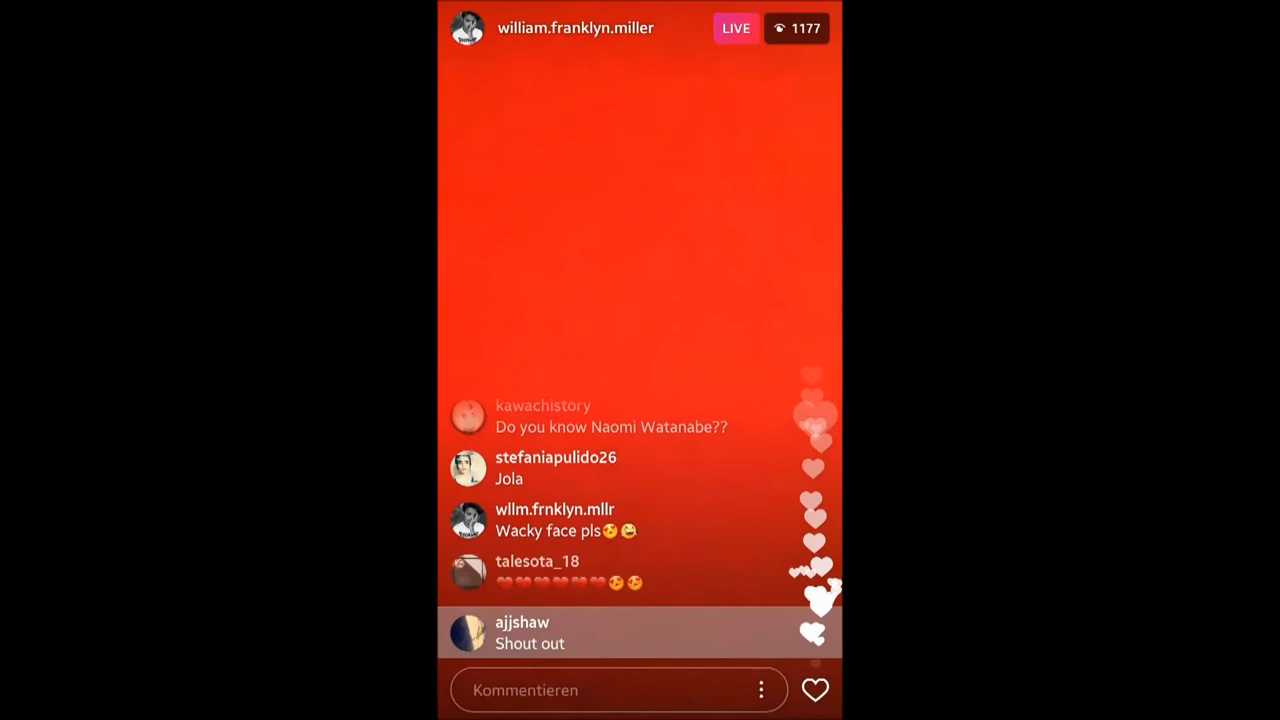 william.franklyn.miller LIVE 1177
kawachistory
Do you know Naomi Watanabe??
stefaniapulido26
Jola
wllm.frnklyn.mllr
Wacky face pls😍😂
talesota_18
❤❤❤❤❤❤😍😍
ajjshaw
Shout out
Kommentieren